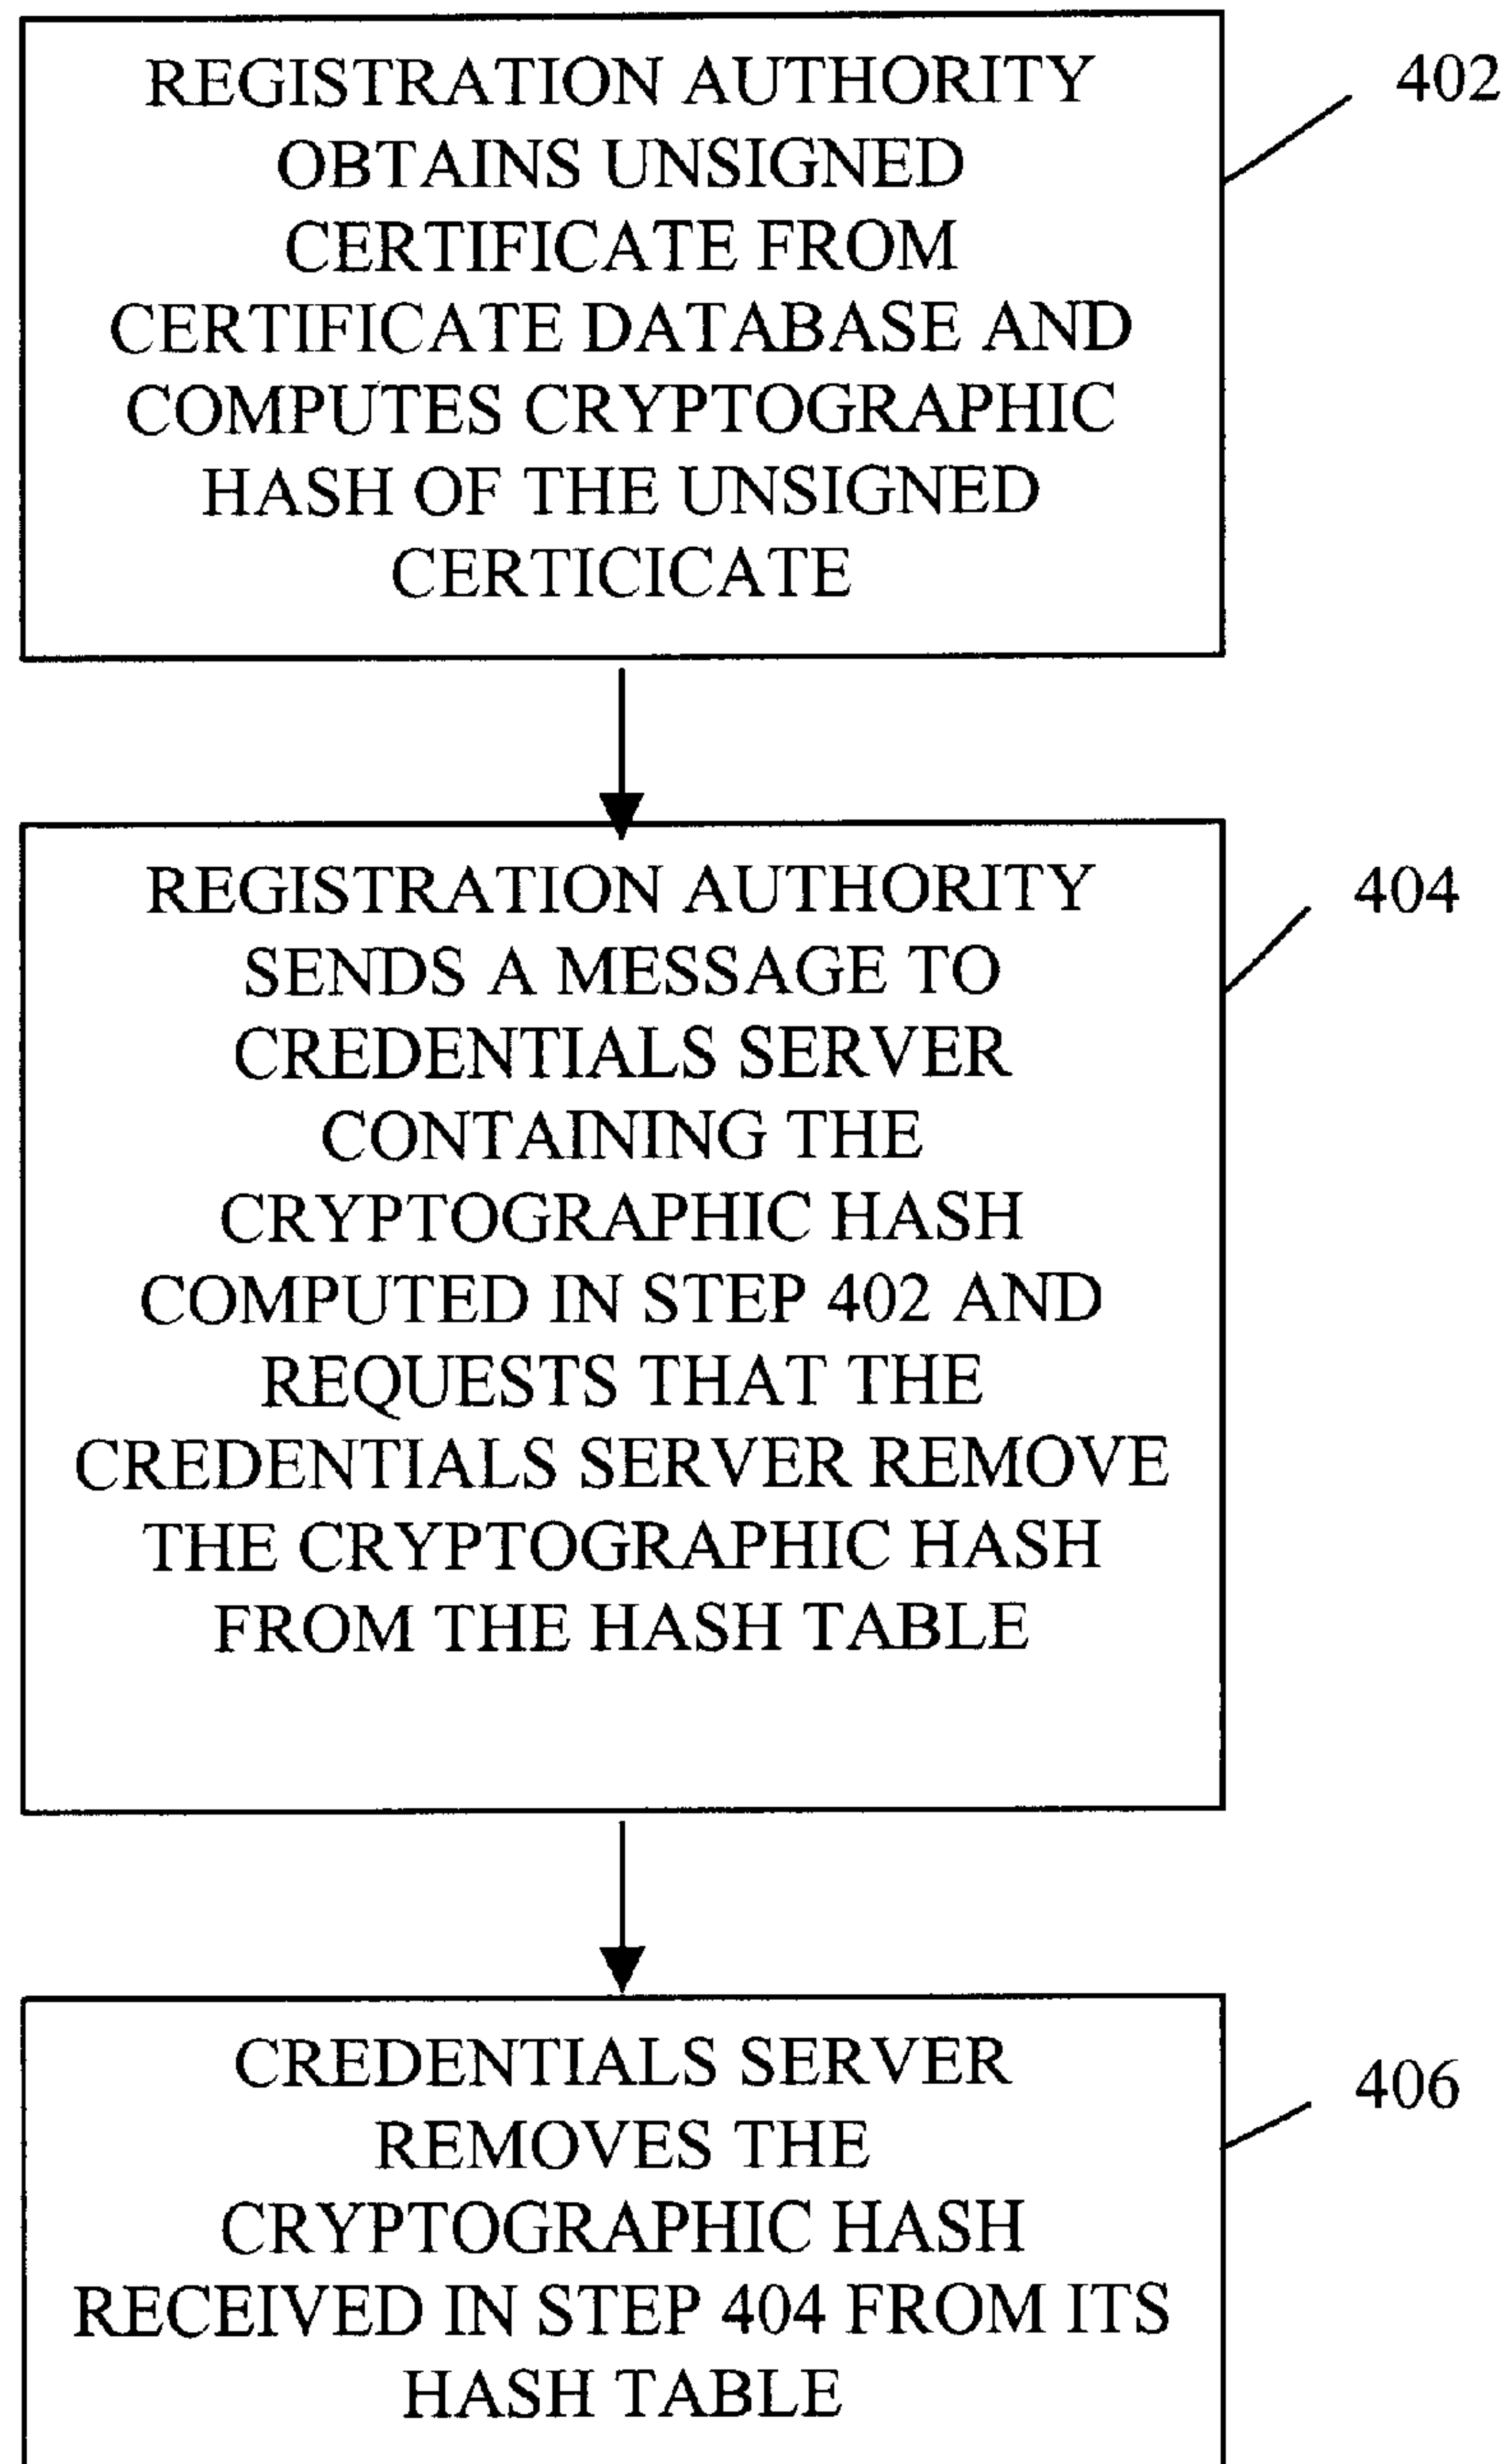 REGISTRATION AUTHORITY
OBTAINS UNSIGNED
CERTIFICATE FROM
CERTIFICATE DATABASE AND
COMPUTES CRYPTOGRAPHIC
HASH OF THE UNSIGNED
CERTICICATE
402
REGISTRATION AUTHORITY
SENDS A MESSAGE TO
CREDENTIALS SERVER
CONTAINING THE
CRYPTOGRAPHIC HASH
COMPUTED IN STEP 402 AND
REQUESTS THAT THE
CREDENTIALS SERVER REMOVE
THE CRYPTOGRAPHIC HASH
FROM THE HASH TABLE
404
CREDENTIALS SERVER
REMOVES THE
CRYPTOGRAPHIC HASH
RECEIVED IN STEP 404 FROM ITS
HASH TABLE
406